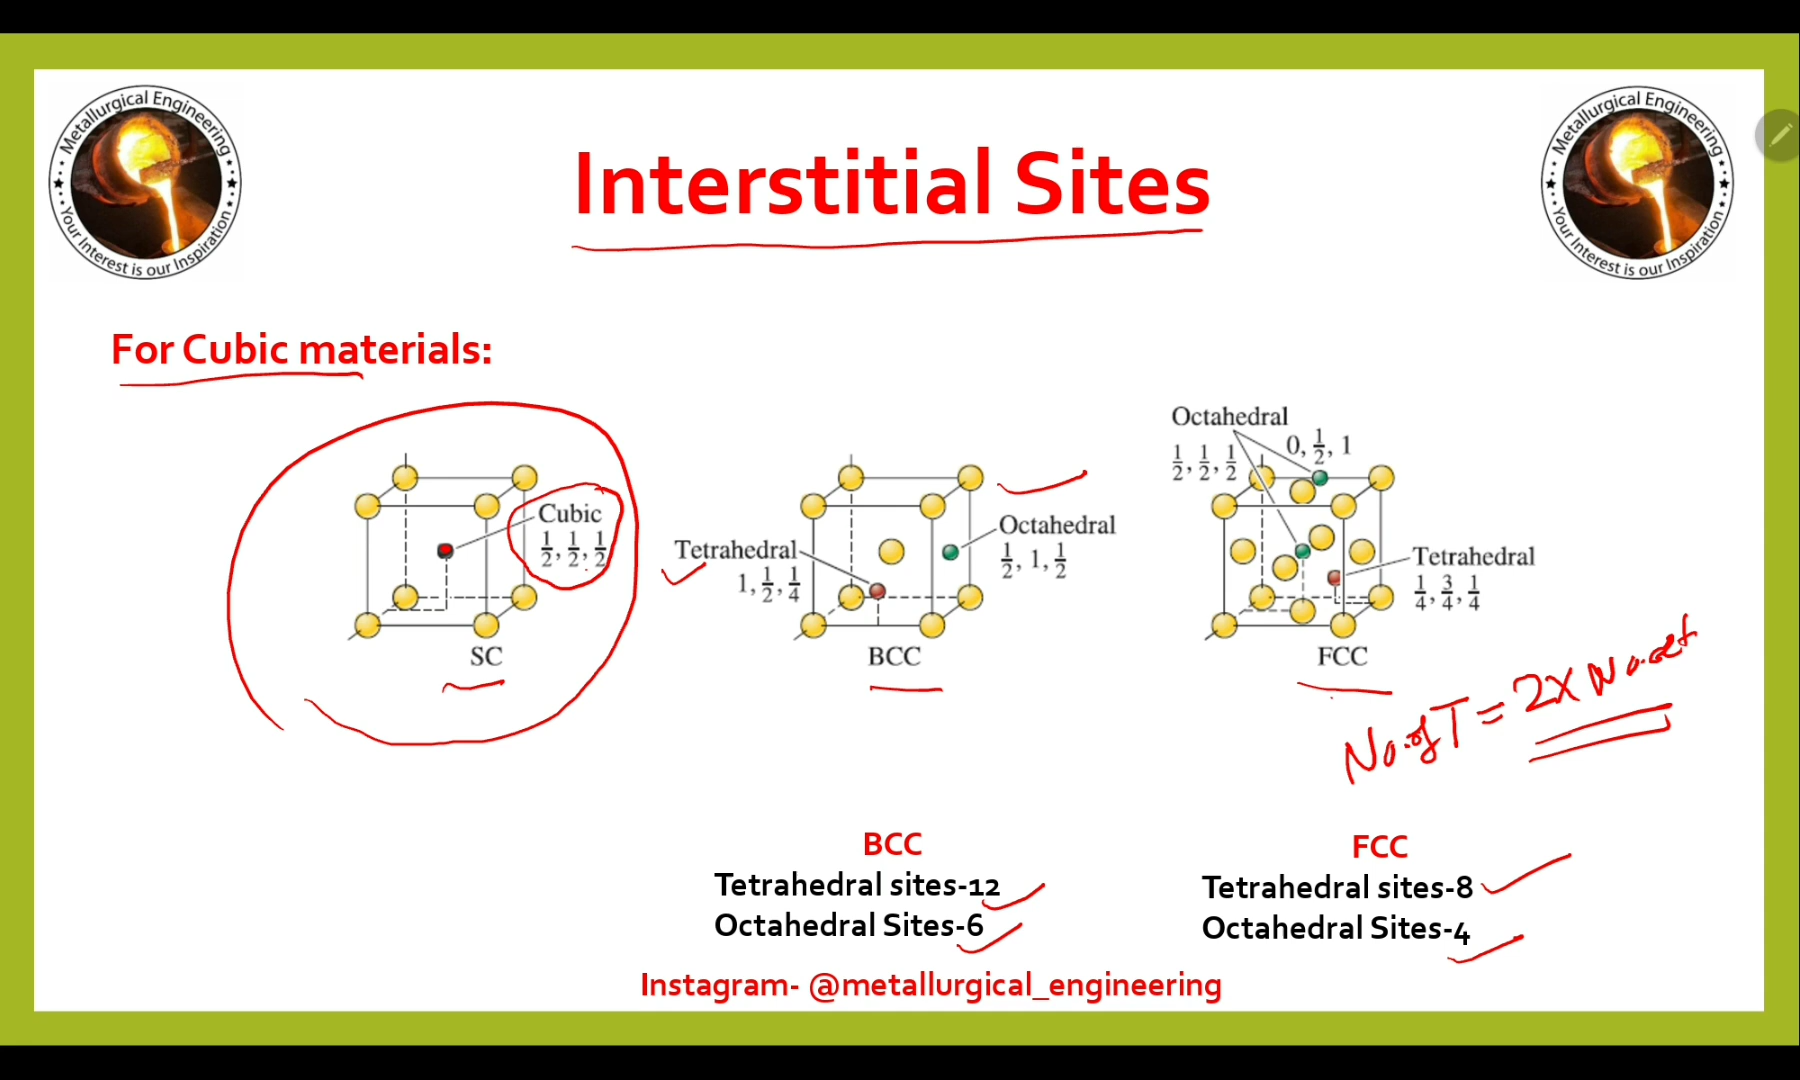 Metallurgical Engineering
Your Interest is our Inspiration
Metallurgical Engineering
Your Interest is our Inspiration
Interstitial Sites
For Cubic materials:
Cubic
1/2, 1/2, 1/2
SC
Tetrahedral
1, 1/2, 1/4
Octahedral
1/2, 1, 1/2
BCC
Octahedral
1/2, 1/2, 1/2
0, 1/2, 1
Tetrahedral
1/4, 3/4, 1/4
FCC
No. of T = 2 x No. of
BCC
Tetrahedral sites-12
Octahedral Sites-6
FCC
Tetrahedral sites-8
Octahedral Sites-4
Instagram- @metallurgical_engineering